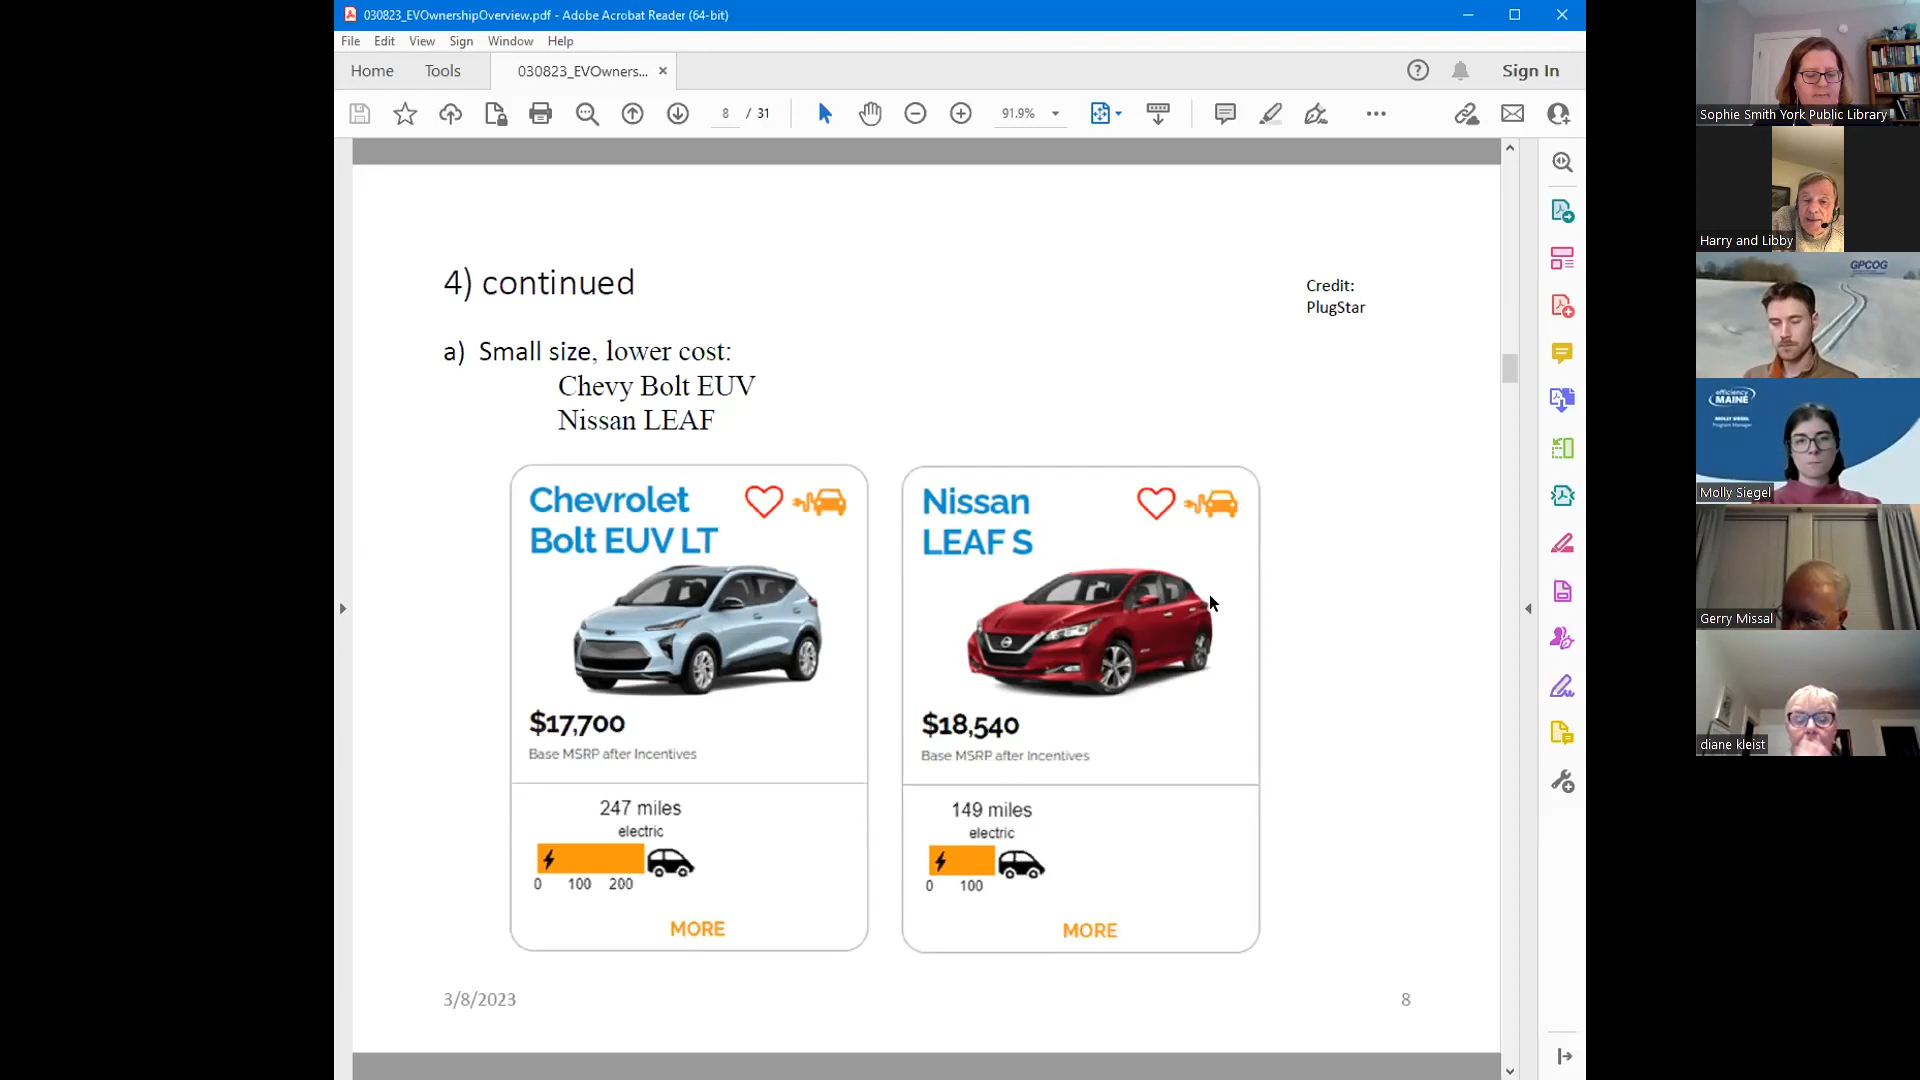 030823_EVOwnershipOverview.pdf - Adobe Acrobat Reader (64-bit)
File Edit View Sign Window Help
Home Tools 030823_EVOwners... × Sign In
8 / 31 91.9%
4) continued
Credit:
PlugStar
a) Small size, lower cost:
Chevy Bolt EUV
Nissan LEAF
Chevrolet
Bolt EUV LT
$17,700
Base MSRP after Incentives
247 miles
electric
0 100 200
MORE
Nissan
LEAF S
$18,540
Base MSRP after Incentives
149 miles
electric
0 100
MORE
3/8/2023
8
Sophie Smith York Public Library
Harry and Libby
GPCOG
efficiency
MAINE
MOLLY SIEGEL
Program Manager
Molly Siegel
Gerry Missal
diane kleist